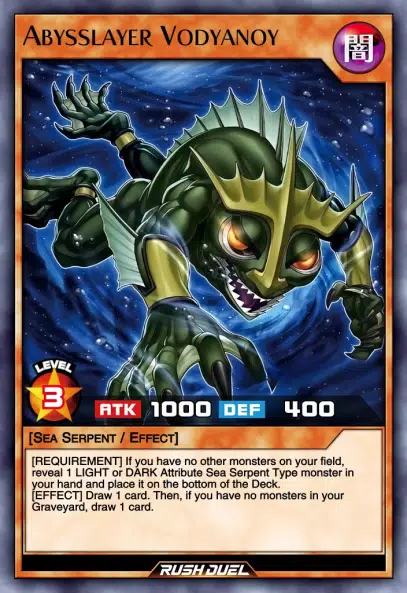 Abysslayer Vodyanoy
闇
LEVEL
3
ATK 1000 DEF 400
[Sea Serpent / Effect]
[REQUIREMENT] If you have no other monsters on your field,
reveal 1 LIGHT or DARK Attribute Sea Serpent Type monster in
your hand and place it on the bottom of the Deck.
[EFFECT] Draw 1 card. Then, if you have no monsters in your
Graveyard, draw 1 card.
RUSH DUEL